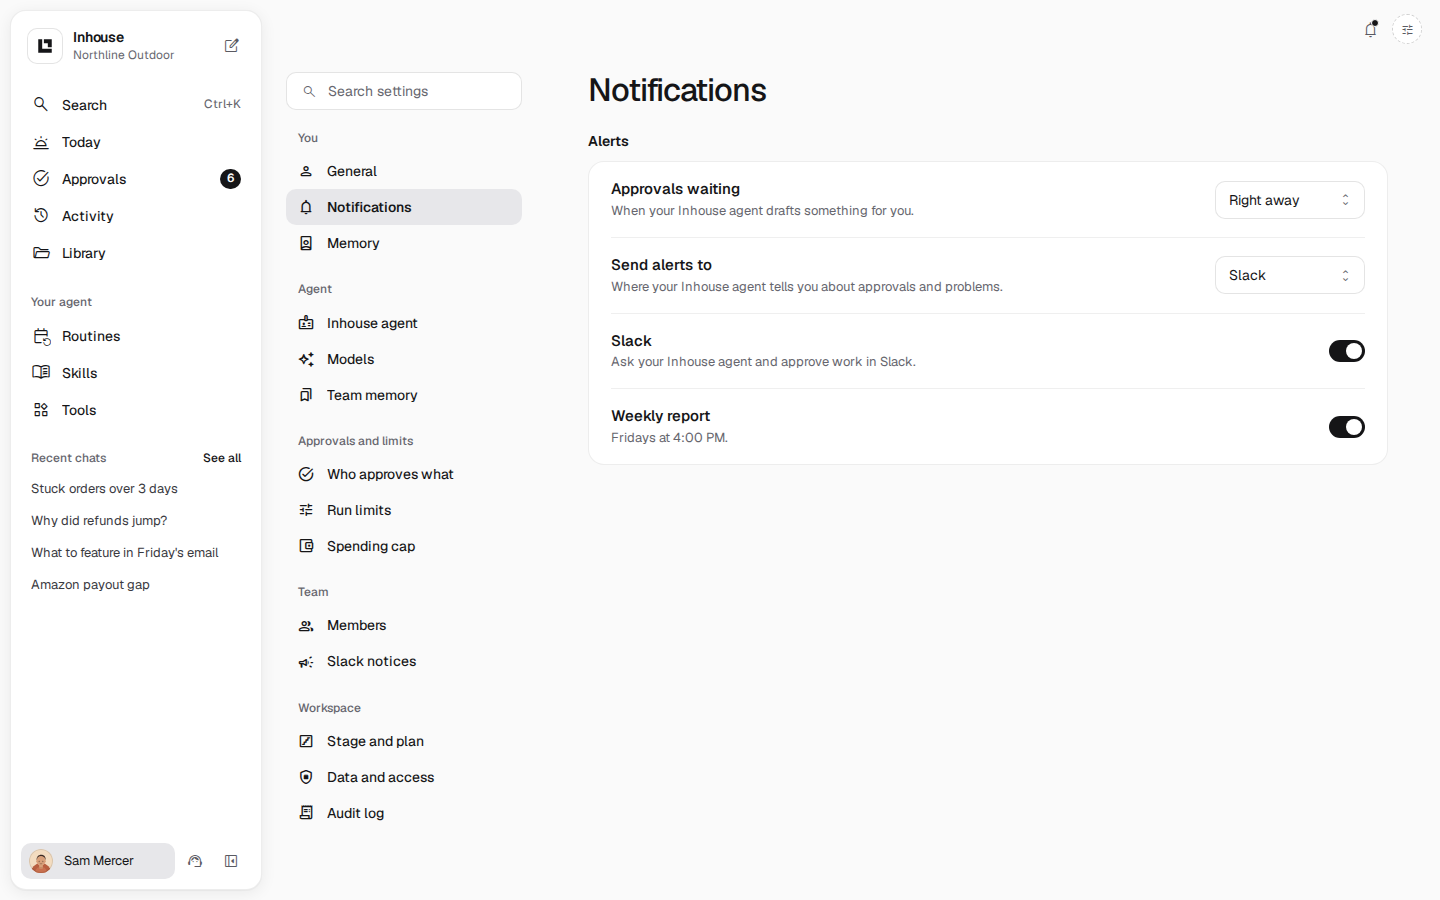 Inhouse
Northline Outdoor
Search
Ctrl+K
Today
Approvals
6
Activity
Library
Your agent
Routines
Skills
Tools
Recent chats
See all
Stuck orders over 3 days
Why did refunds jump?
What to feature in Friday's email
Amazon payout gap
Sam Mercer
Search settings
You
General
Notifications
Memory
Agent
Inhouse agent
Models
Team memory
Approvals and limits
Who approves what
Run limits
Spending cap
Team
Members
Slack notices
Workspace
Stage and plan
Data and access
Audit log
Notifications
Alerts
Approvals waiting
When your Inhouse agent drafts something for you.
Right away
Send alerts to
Where your Inhouse agent tells you about approvals and problems.
Slack
Slack
Ask your Inhouse agent and approve work in Slack.
Weekly report
Fridays at 4:00 PM.